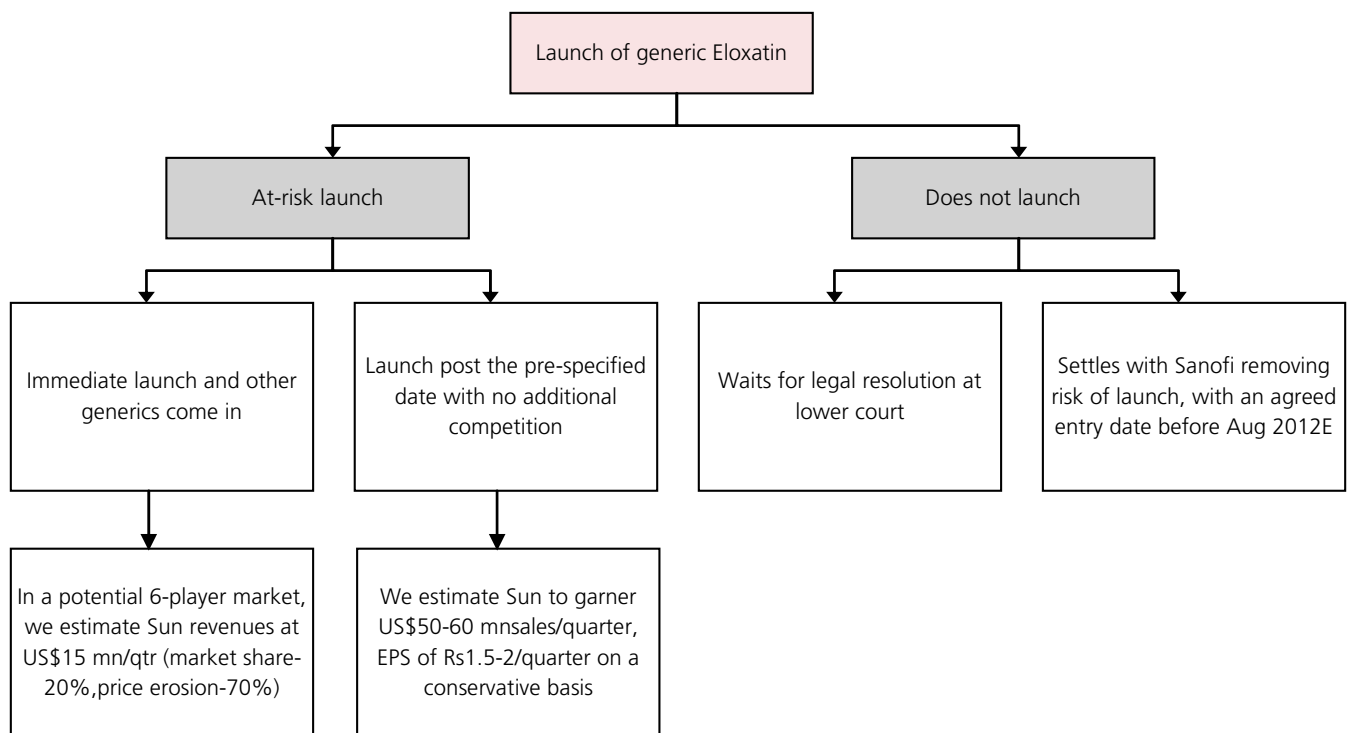 Launch of generic Eloxatin
At-risk launch
Does not launch
Immediate launch and other
generics come in
Launch post the pre-specified
date with no additional
competition
Waits for legal resolution at
lower court
Settles with Sanofi removing
risk of launch, with an agreed
entry date before Aug 2012E
In a potential 6-player market,
we estimate Sun revenues at
US$15 mn/qtr (market share-
20%,price erosion-70%)
We estimate Sun to garner
US$50-60 mnsales/quarter,
EPS of Rs1.5-2/quarter on a
conservative basis